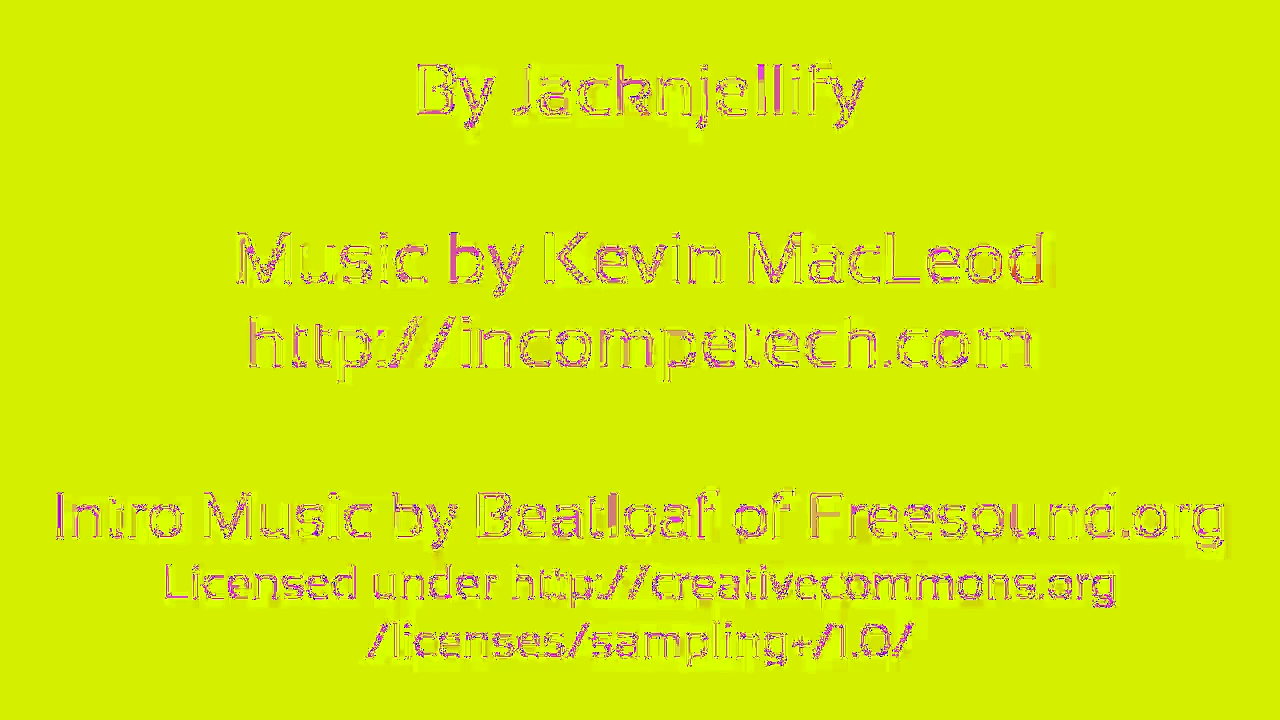 By Jacknjellify
Music by Kevin MacLeod
http://incompetech.com
Intro Music by Beatloaf of Freesound.org
Licensed under http://creativecommons.org
/licenses/sampling+/1.0/